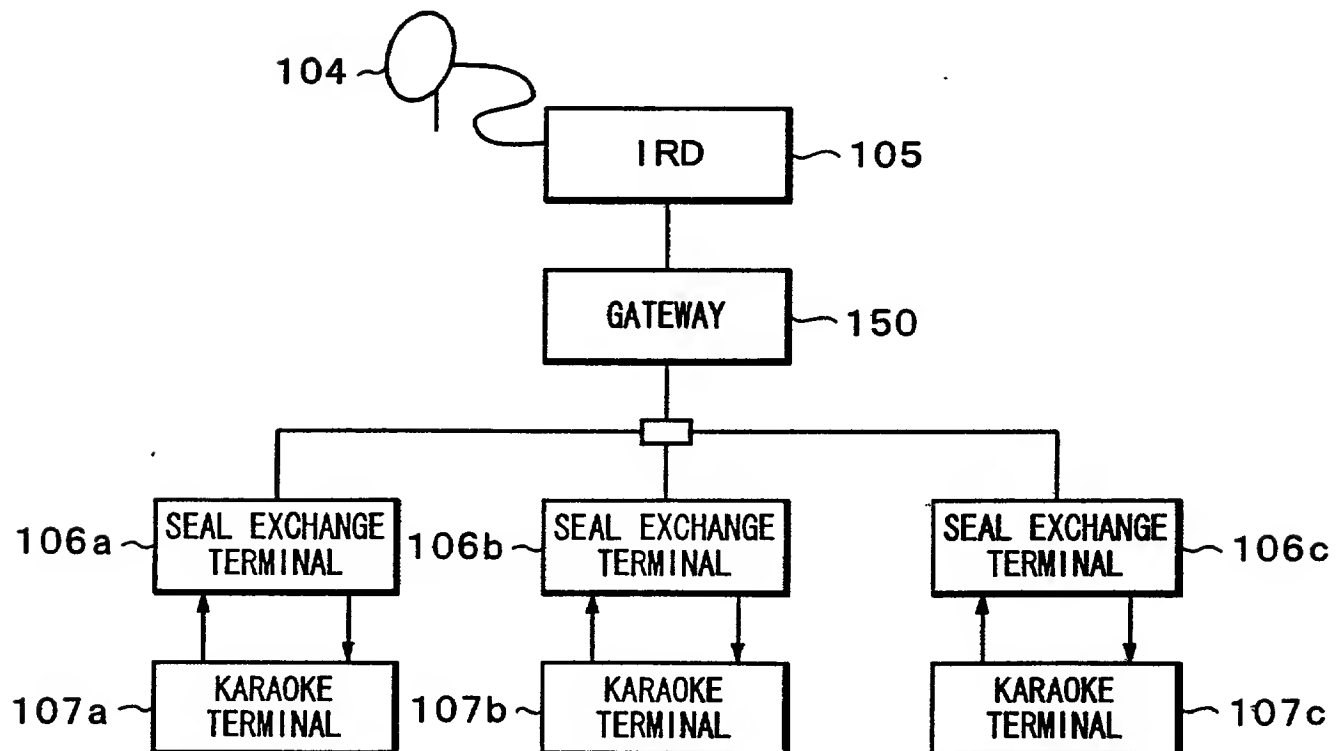 104
IRD
105
GATEWAY
150
106a
SEAL EXCHANGE
TERMINAL
106b
SEAL EXCHANGE
TERMINAL
SEAL EXCHANGE
TERMINAL
106c
107a
KARAOKE
TERMINAL
107b
KARAOKE
TERMINAL
KARAOKE
TERMINAL
107c